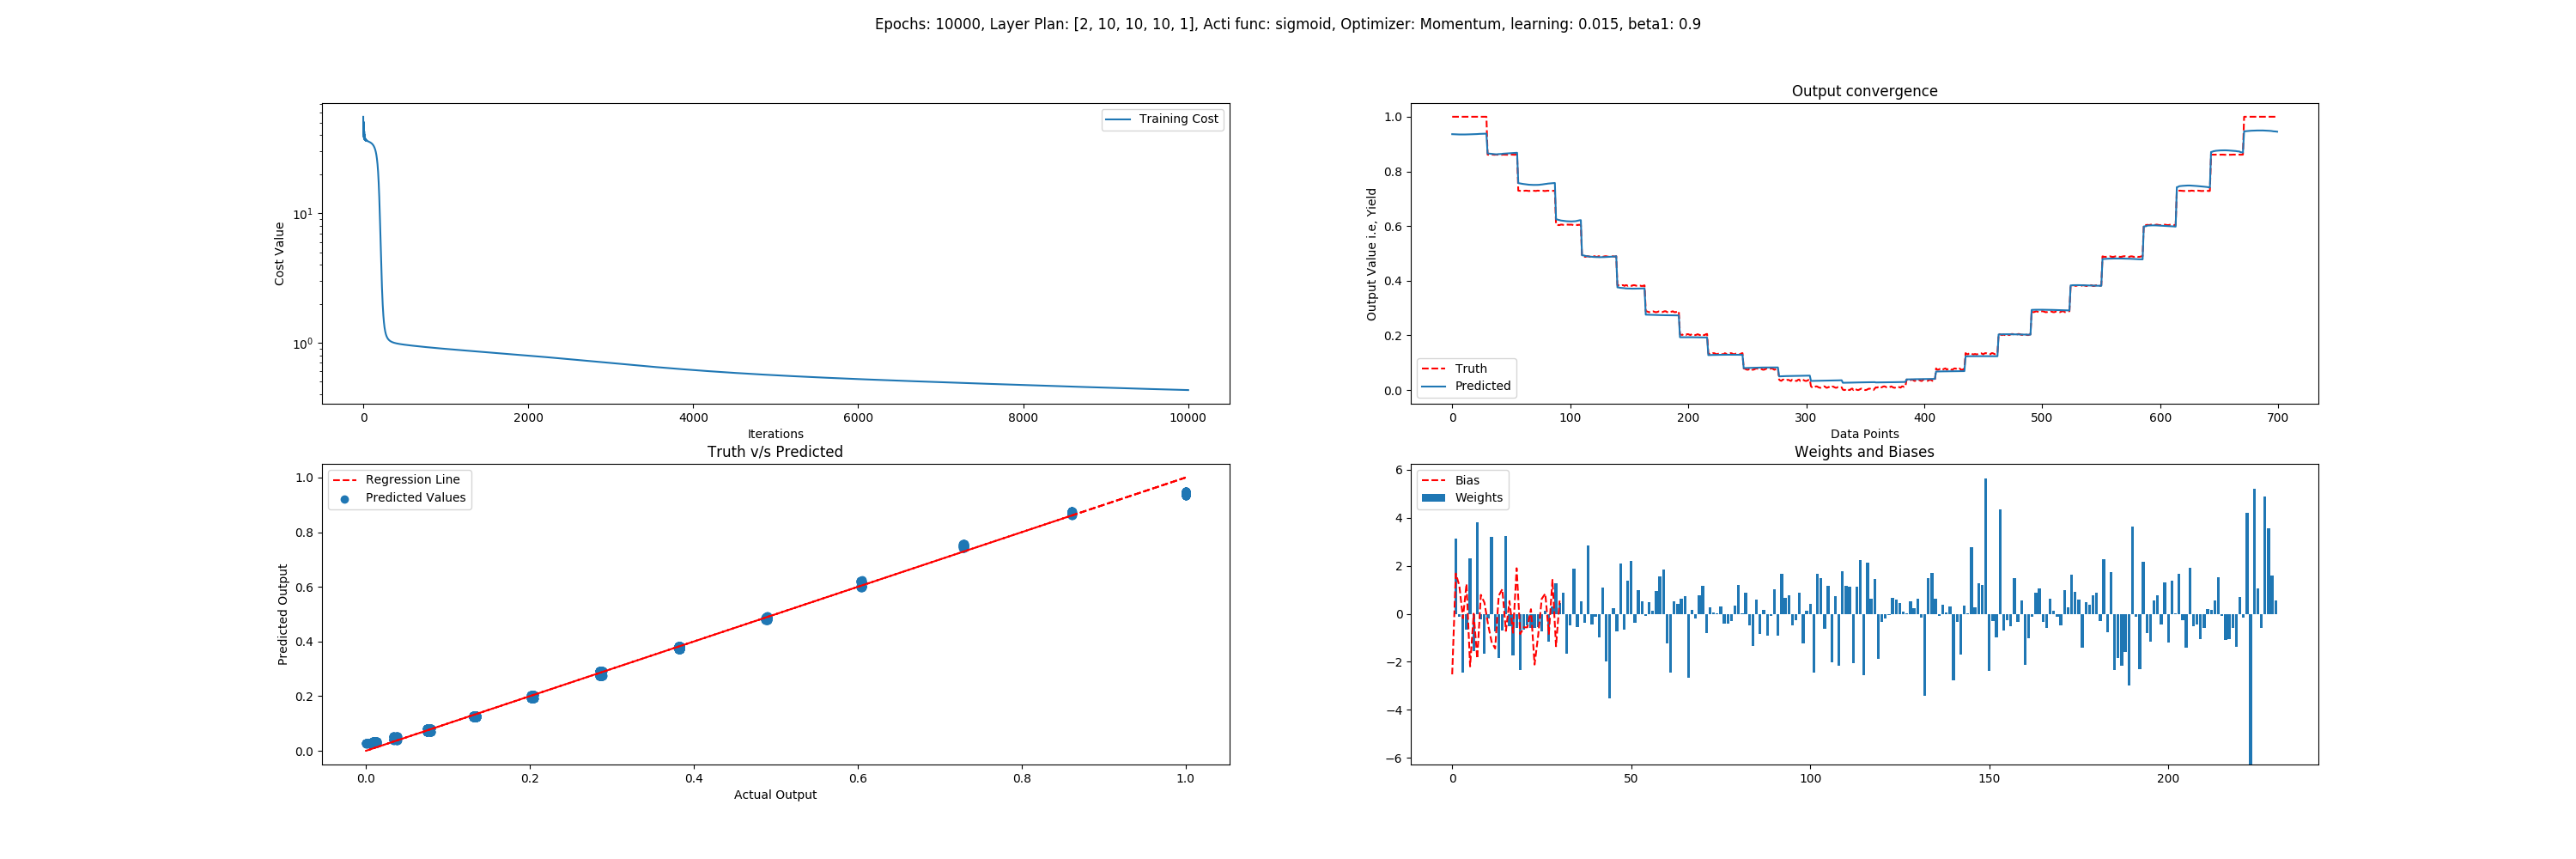 Epochs: 10000, Layer Plan: [2, 10, 10, 10, 1], Acti func: sigmoid, Optimizer: Momentum, learning: 0.015, beta1: 0.9
Training Cost
10¹
10⁰
Cost Value
0 2000 4000 6000 8000 10000
Iterations
Output convergence
1.0
0.8
0.6
0.4
0.2
0.0
Output Value i.e, Yield
Truth
Predicted
0 100 200 300 400 500 600 700
Data Points
Truth v/s Predicted
Regression Line
Predicted Values
1.0
0.8
0.6
0.4
0.2
0.0
Predicted Output
0.0 0.2 0.4 0.6 0.8 1.0
Actual Output
Weights and Biases
Bias
Weights
6
4
2
0
−2
−4
−6
0 50 100 150 200